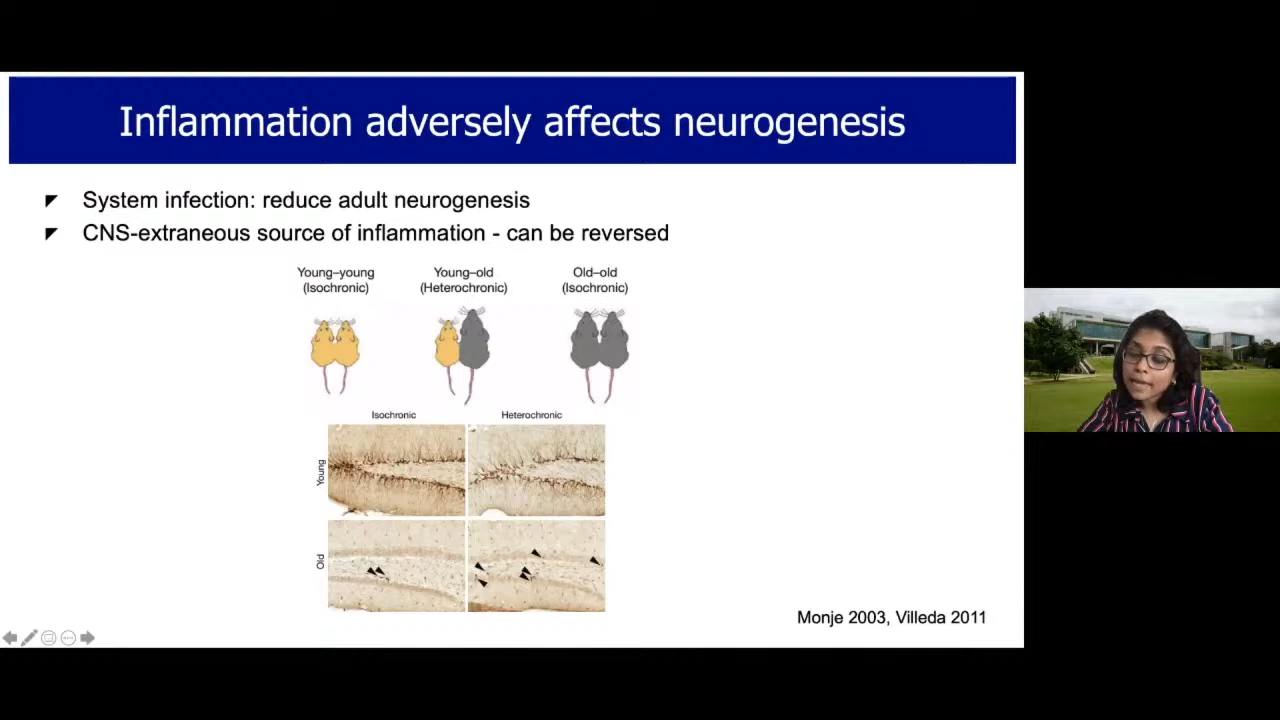 Inflammation adversely affects neurogenesis
System infection: reduce adult neurogenesis
CNS-extraneous source of inflammation - can be reversed
Young–young
(Isochronic)
Young–old
(Heterochronic)
Old–old
(Isochronic)
Isochronic
Heterochronic
Young
Old
Monje 2003, Villeda 2011